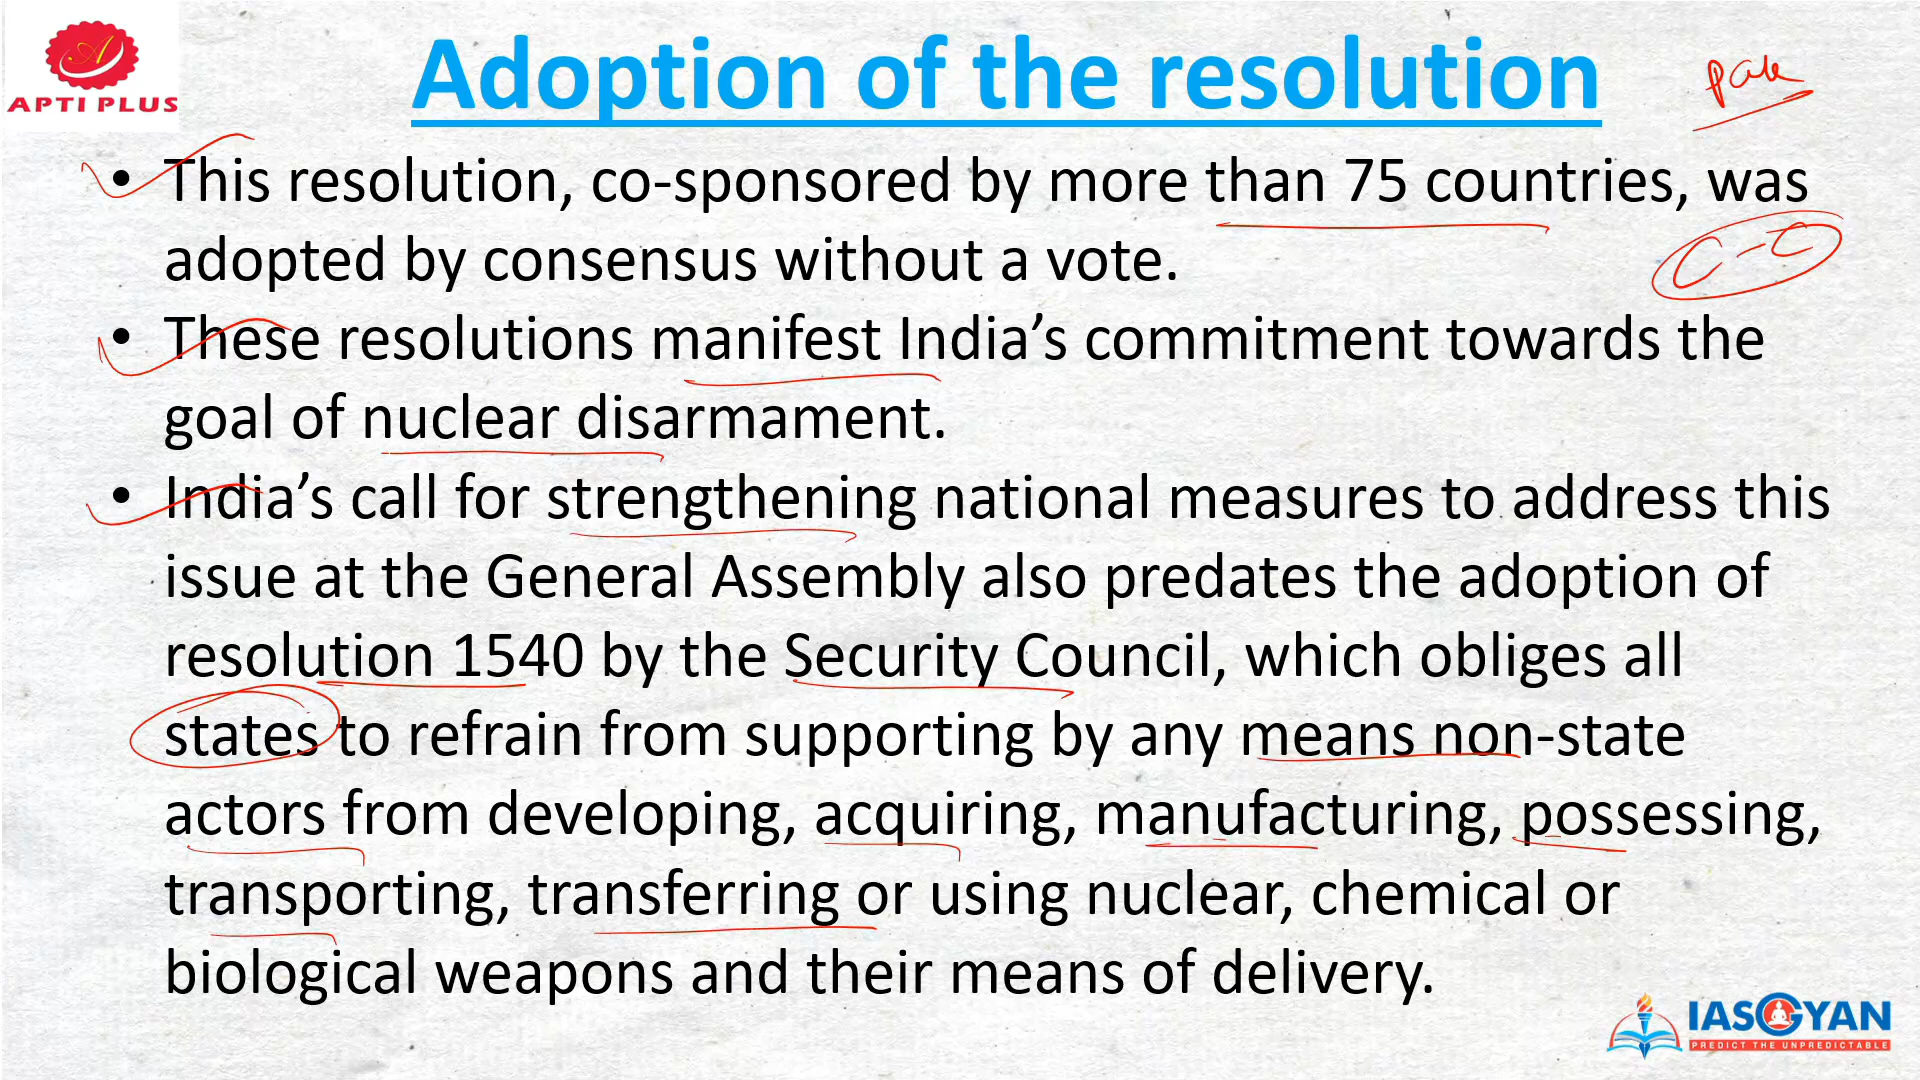 APTI PLUS
Adoption of the resolution
Pak
• This resolution, co-sponsored by more than 75 countries, was
adopted by consensus without a vote.
C-C
• These resolutions manifest India’s commitment towards the
goal of nuclear disarmament.
• India’s call for strengthening national measures to address this
issue at the General Assembly also predates the adoption of
resolution 1540 by the Security Council, which obliges all
states to refrain from supporting by any means non-state
actors from developing, acquiring, manufacturing, possessing,
transporting, transferring or using nuclear, chemical or
biological weapons and their means of delivery.
IASGYAN
PREDICT THE UNPREDICTABLE